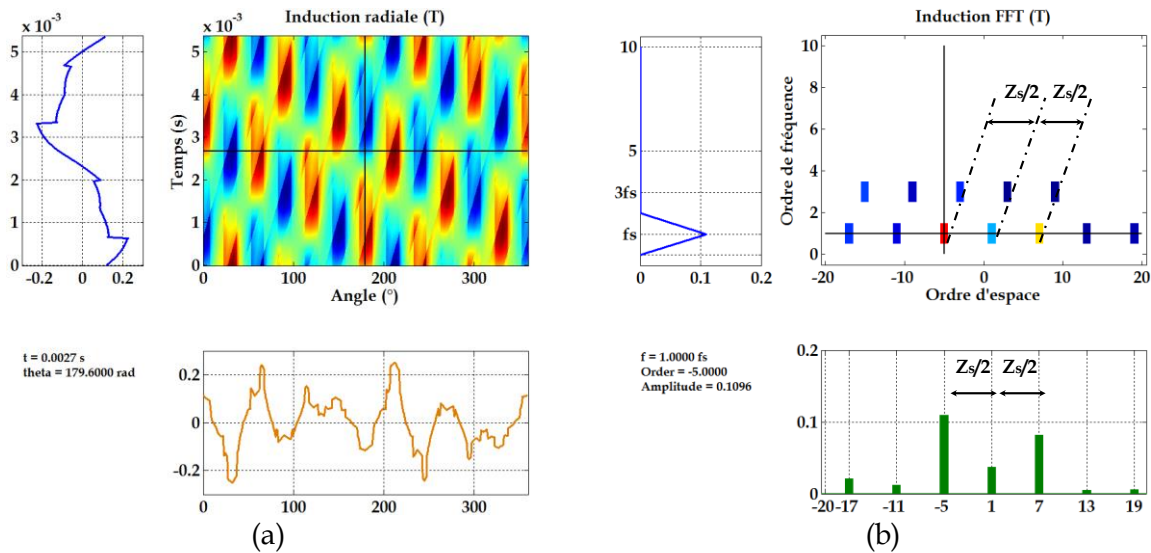 Induction radiale (T)
x 10⁻³
x 10⁻³
5
4
3
2
1
0
-0.2
0
0.2
Temps (s)
5
4
3
2
1
0
0
100
200
300
Angle (°)
t = 0.0027 s
theta = 179.6000 rad
0.2
0
-0.2
0
100
200
300
(a)
Induction FFT (T)
10
5
3fs
fs
0
0.1
0.2
Ordre de fréquence
10
8
6
4
2
0
Zs/2
Zs/2
-20
-10
0
10
20
Ordre d'espace
f = 1.0000 fs
Order = -5.0000
Amplitude = 0.1096
0.2
0.1
0
Zs/2
Zs/2
-20
-17
-11
-5
1
7
13
19
(b)